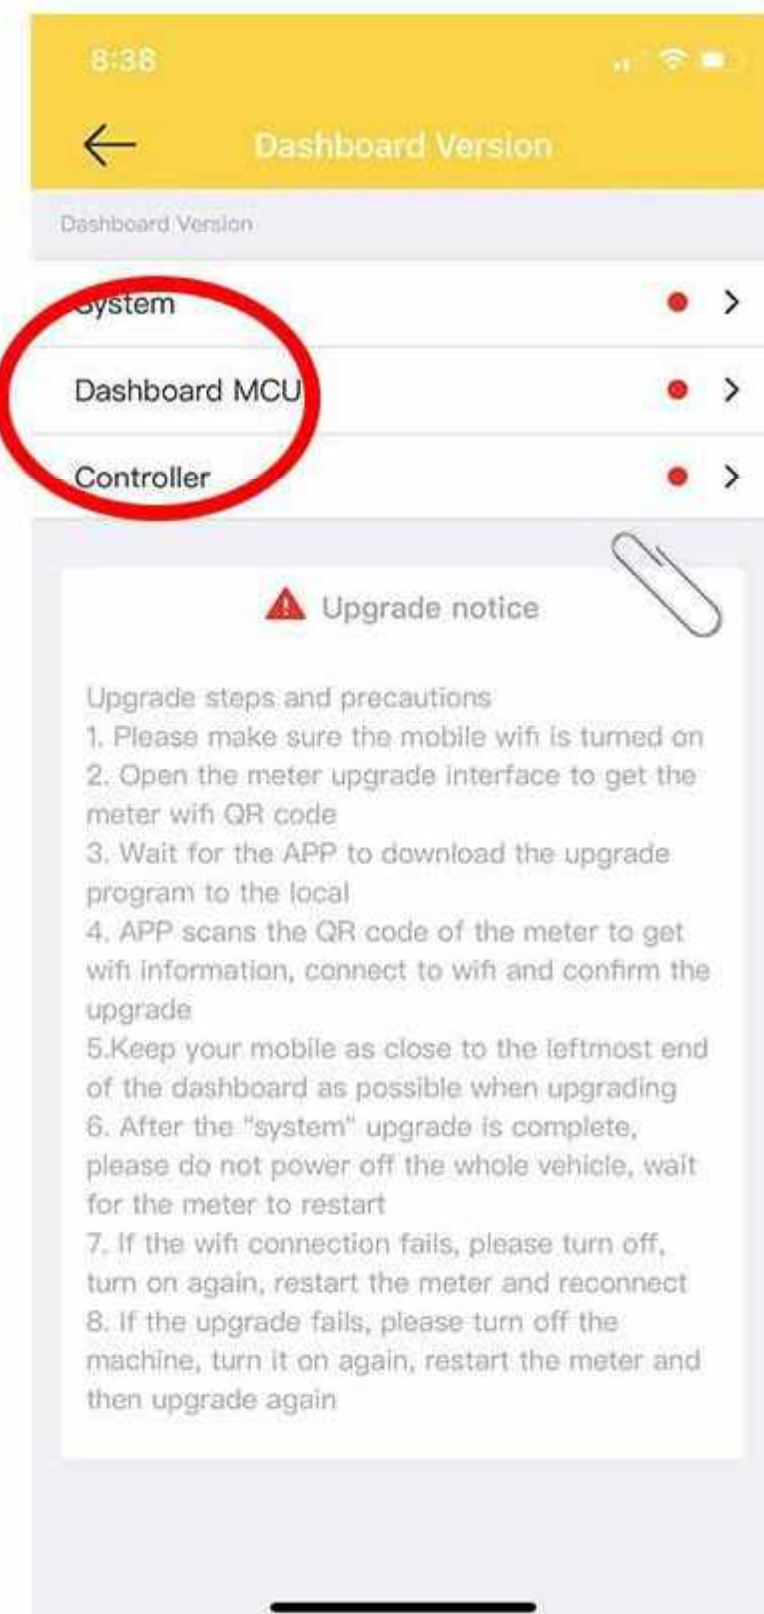 8:38
Dashboard Version
Dashboard Version
System
Dashboard MCU
Controller
Upgrade notice
Upgrade steps and precautions
1. Please make sure the mobile wifi is turned on
2. Open the meter upgrade interface to get the
meter wifi QR code
3. Wait for the APP to download the upgrade
program to the local
4. APP scans the QR code of the meter to get
wifi information, connect to wifi and confirm the
upgrade
5.Keep your mobile as close to the leftmost end
of the dashboard as possible when upgrading
6. After the "system" upgrade is complete,
please do not power off the whole vehicle, wait
for the meter to restart
7. If the wifi connection fails, please turn off,
turn on again, restart the meter and reconnect
8. If the upgrade fails, please turn off the
machine, turn it on again, restart the meter and
then upgrade again